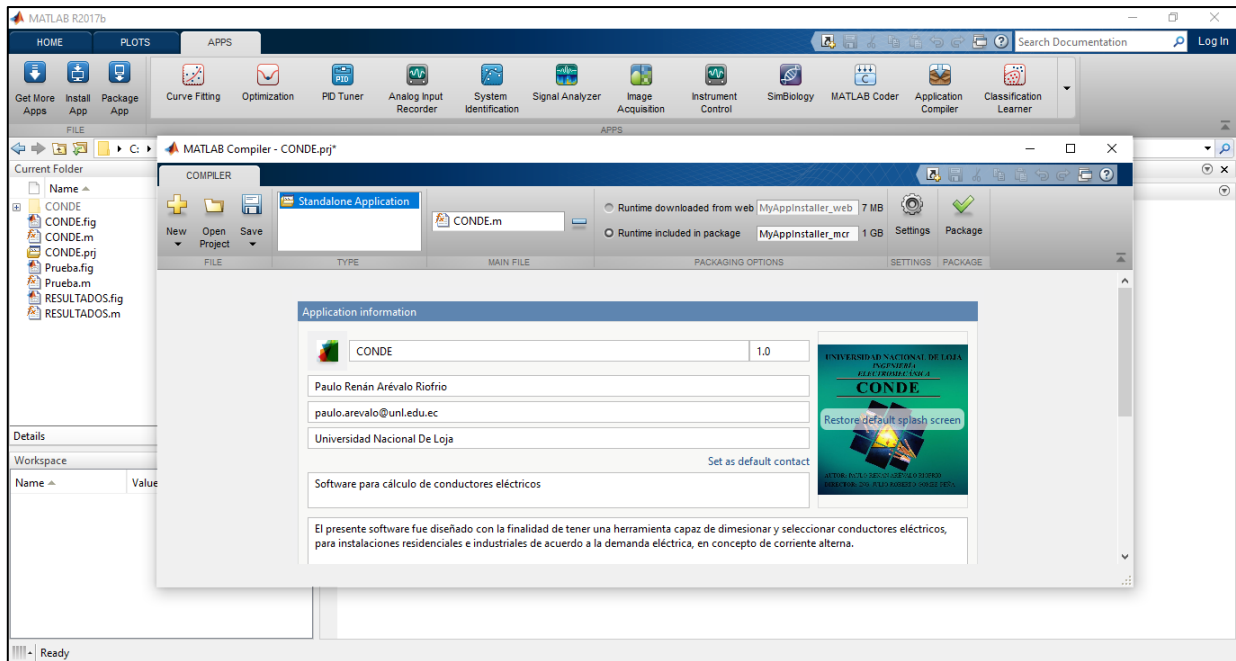 MATLAB R2017b
HOME PLOTS APPS
Search Documentation Log In
Get More Apps
Install App
Package App
Curve Fitting
Optimization
PID Tuner
Analog Input Recorder
System Identification
Signal Analyzer
Image Acquisition
Instrument Control
SimBiology
MATLAB Coder
Application Compiler
Classification Learner
FILE APPS
C:
Current Folder
Name
CONDE
CONDE.fig
CONDE.m
CONDE.prj
Prueba.fig
Prueba.m
RESULTADOS.fig
RESULTADOS.m
Details
Workspace
Name Value
Ready
MATLAB Compiler - CONDE.prj*
COMPILER
New
Open Project
Save
Standalone Application
CONDE.m
Runtime downloaded from web MyAppInstaller_web 7 MB
Runtime included in package MyAppInstaller_mcr 1 GB
Settings
Package
FILE TYPE MAIN FILE PACKAGING OPTIONS SETTINGS PACKAGE
Application information
CONDE 1.0
Paulo Renán Arévalo Riofrio
paulo.arevalo@unl.edu.ec
Universidad Nacional De Loja
Set as default contact
Software para cálculo de conductores eléctricos
El presente software fue diseñado con la finalidad de tener una herramienta capaz de dimesionar y seleccionar conductores eléctricos,
para instalaciones residenciales e industriales de acuerdo a la demanda eléctrica, en concepto de corriente alterna.
UNIVERSIDAD NACIONAL DE LOJA
INGENIERÍA
ELECTROMECÁNICA
CONDE
Restore default splash screen